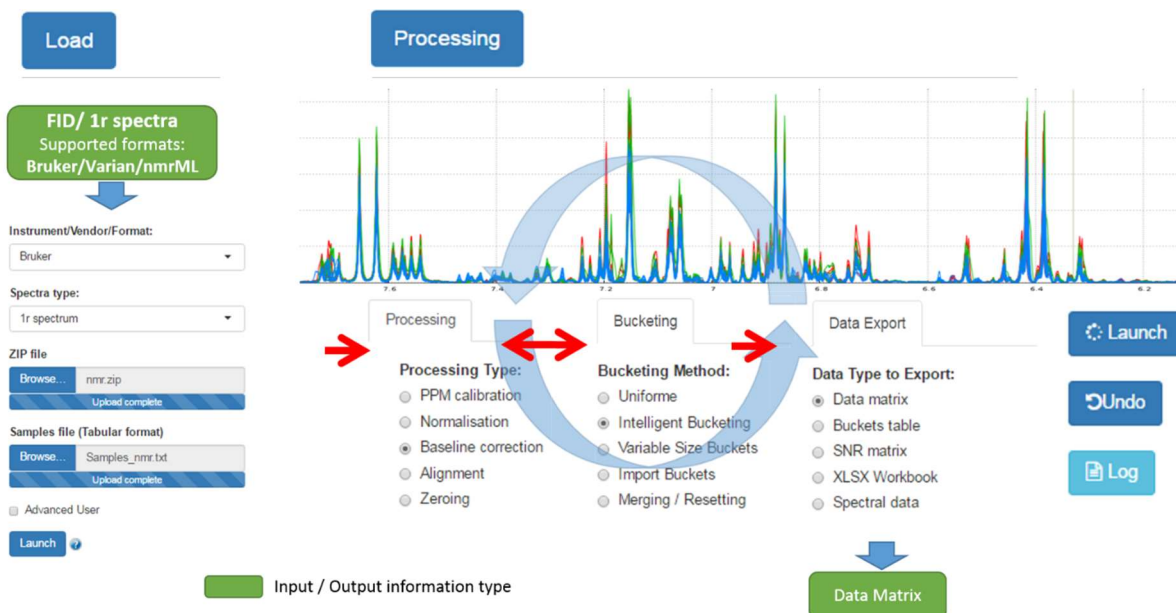 Load
Processing
FID/ 1r spectra
Supported formats:
Bruker/Varian/nmrML
Instrument/Vendor/Format:
Bruker
Spectra type:
1r spectrum
ZIP file
Browse... nmr.zip
Upload complete
Samples file (Tabular format)
Browse... Samples_nmr.txt
Upload complete
Advanced User
Launch
7.6 7.4 7.2 7 6.8 6.6 6.4 6.2
Processing
Processing Type:
PPM calibration
Normalisation
Baseline correction
Alignment
Zeroing
Bucketing
Bucketing Method:
Uniforme
Intelligent Bucketing
Variable Size Buckets
Import Buckets
Merging / Resetting
Data Export
Data Type to Export:
Data matrix
Buckets table
SNR matrix
XLSX Workbook
Spectral data
Launch
Undo
Log
Input / Output information type
Data Matrix